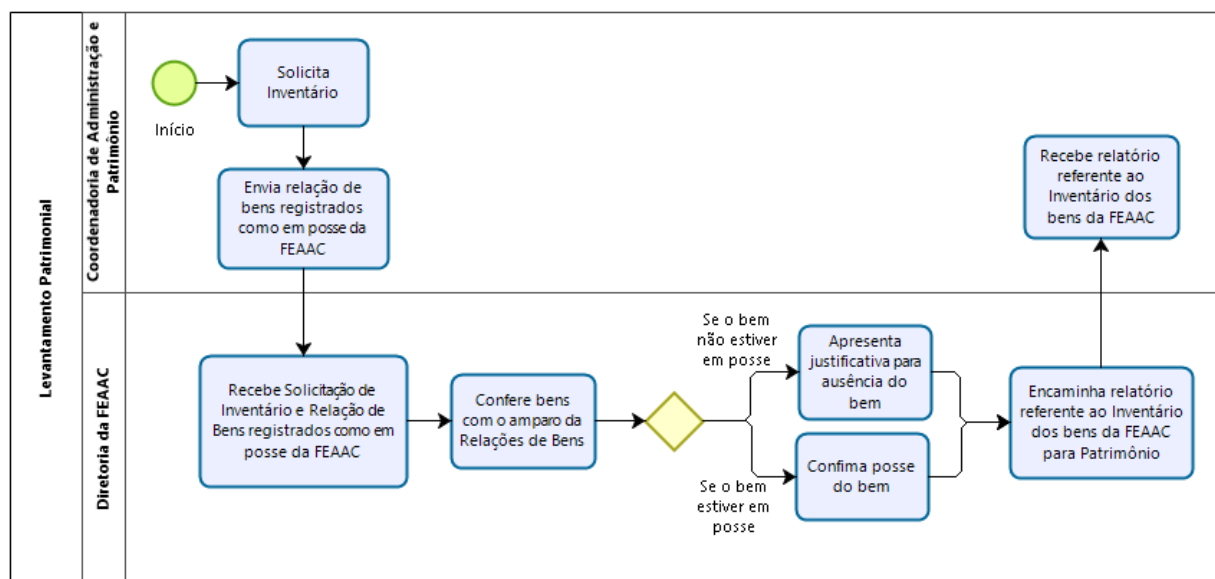 Levantamento Patrimonial
Coordenadoria de Administração e
Patrimônio
Início
Solicita
Inventário
Envia relação de
bens registrados
como em posse da
FEAAC
Recebe relatório
referente ao
Inventário dos
bens da FEAAC
Diretoria da FEAAC
Recebe Solicitação de
Inventário e Relação de
Bens registrados como em
posse da FEAAC
Confere bens
com o amparo da
Relações de Bens
Se o bem
não estiver
em posse
Apresenta
justificativa para
ausência do
bem
Se o bem
estiver em
posse
Confima posse
do bem
Encaminha relatório
referente ao Inventário
dos bens da FEAAC
para Patrimônio